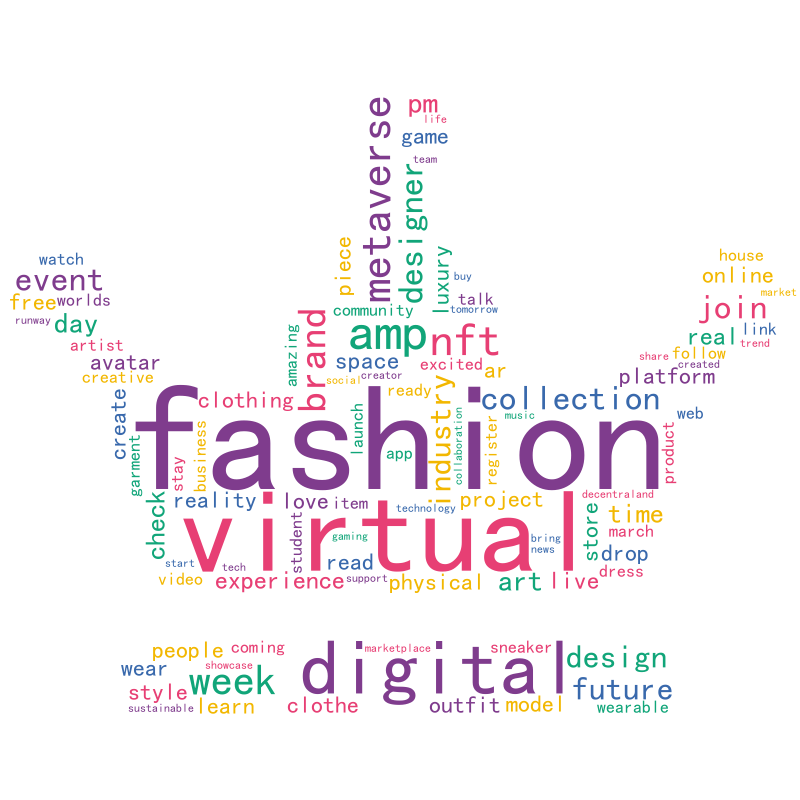 metaverse
pm
life
game
team
designer
piece
luxury
buy
talk
tomorrow
community
watch
event
free
worlds
runway
day
artist
avatar
creative
house
online
market
join
real
link
trend
share
follow
created
platform
amazing
brand
amp
nft
space
excited
ar
social
creator
ready
create
clothing
collection
music
web
fashion
garment
stay
business
launch
app
industry
collaboration
register
product
check
reality
love
item
technology
project
decentraland
store
time
virtual
student
gaming
read
bring
news
march
drop
dress
start
tech
video
experience
support
physical
art
live
people
coming
marketplace
sneaker
design
wear
showcase
week
digital
future
style
sustainable
learn
clothe
outfit
model
wearable